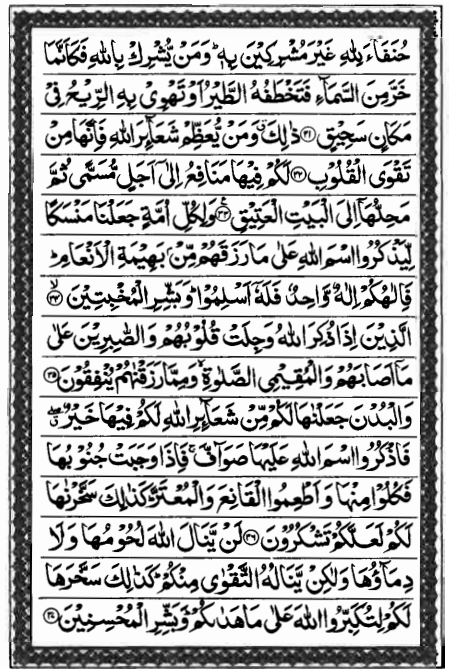 حُنَفَآءَ لِلّٰهِ غَيْرَ مُشْرِكِيْنَ بِهٖ ؕ وَمَنْ يُّشْرِكْ بِاللّٰهِ فَكَاَنَّمَا
خَرَّ مِنَ السَّمَآءِ فَتَخْطَفُهُ الطَّيْرُ اَوْ تَهْوِىْ بِهِ الرِّيْحُ فِىْ
مَكَانٍ سَحِيْقٍ ﴿۳۱﴾ ذٰلِكَ ۗ وَمَنْ يُّعَظِّمْ شَعَآئِرَ اللّٰهِ فَاِنَّهَا مِنْ
تَقْوَى الْقُلُوْبِ ﴿۳۲﴾ لَكُمْ فِيْهَا مَنَافِعُ اِلٰٓى اَجَلٍ مُّسَمًّى ثُمَّ
مَحِلُّهَاۤ اِلَى الْبَيْتِ الْعَتِيْقِ ﴿۳۳﴾ وَلِكُلِّ اُمَّةٍ جَعَلْنَا مَنْسَكًا
لِّيَذْكُرُوا اسْمَ اللّٰهِ عَلٰى مَا رَزَقَهُمْ مِّنْۢ بَهِيْمَةِ الْاَنْعَامِ ؕ
فَاِلٰهُكُمْ اِلٰهٌ وَّاحِدٌ فَلَهٗۤ اَسْلِمُوْا ؕ وَبَشِّرِ الْمُخْبِتِيْنَ ۙ﴿۳۴﴾
الَّذِيْنَ اِذَا ذُكِرَ اللّٰهُ وَجِلَتْ قُلُوْبُهُمْ وَالصّٰبِرِيْنَ عَلٰى
مَاۤ اَصَابَهُمْ وَالْمُقِيْمِى الصَّلٰوةِ ۙ وَمِمَّا رَزَقْنٰهُمْ يُنْفِقُوْنَ ﴿۳۵﴾
وَالْبُدْنَ جَعَلْنٰهَا لَكُمْ مِّنْ شَعَآئِرِ اللّٰهِ لَكُمْ فِيْهَا خَيْرٌ ۖ
فَاذْكُرُوا اسْمَ اللّٰهِ عَلَيْهَا صَوَآفَّ ۚ فَاِذَا وَجَبَتْ جُنُوْبُهَا
فَكُلُوْا مِنْهَا وَاَطْعِمُوا الْقَانِعَ وَالْمُعْتَرَّ ؕ كَذٰلِكَ سَخَّرْنٰهَا
لَكُمْ لَعَلَّكُمْ تَشْكُرُوْنَ ﴿۳۶﴾ لَنْ يَّنَالَ اللّٰهَ لُحُوْمُهَا وَلَا
دِمَآؤُهَا وَلٰكِنْ يَّنَالُهُ التَّقْوٰى مِنْكُمْ ؕ كَذٰلِكَ سَخَّرَهَا
لَكُمْ لِتُكَبِّرُوا اللّٰهَ عَلٰى مَا هَدٰىكُمْ ؕ وَبَشِّرِ الْمُحْسِنِيْنَ ﴿۳۷﴾